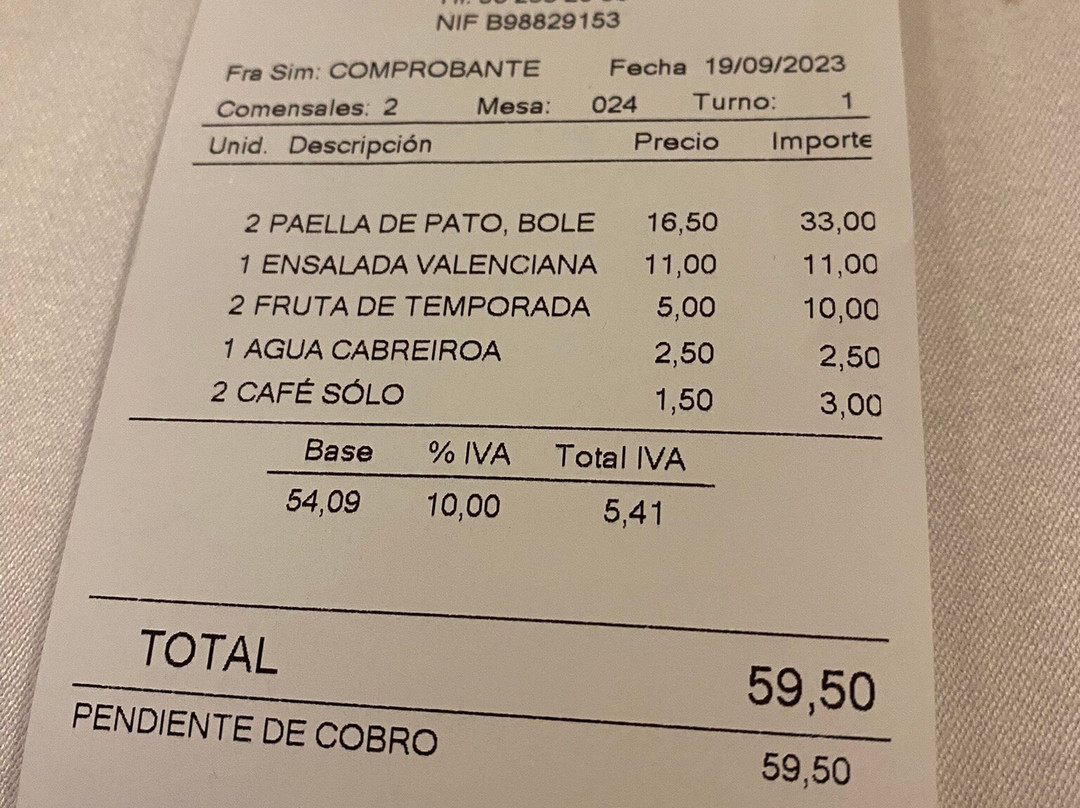 NIF B98829153
Fra Sim: COMPROBANTE Fecha 19/09/2023
Comensales: 2 Mesa: 024 Turno: 1
Unid. Descripción Precio Importe
2 PAELLA DE PATO, BOLE 16,50 33,00
1 ENSALADA VALENCIANA 11,00 11,00
2 FRUTA DE TEMPORADA 5,00 10,00
1 AGUA CABREIROA 2,50 2,50
2 CAFÉ SÓLO 1,50 3,00
Base % IVA Total IVA
54,09 10,00 5,41
TOTAL 59,50
PENDIENTE DE COBRO 59,50